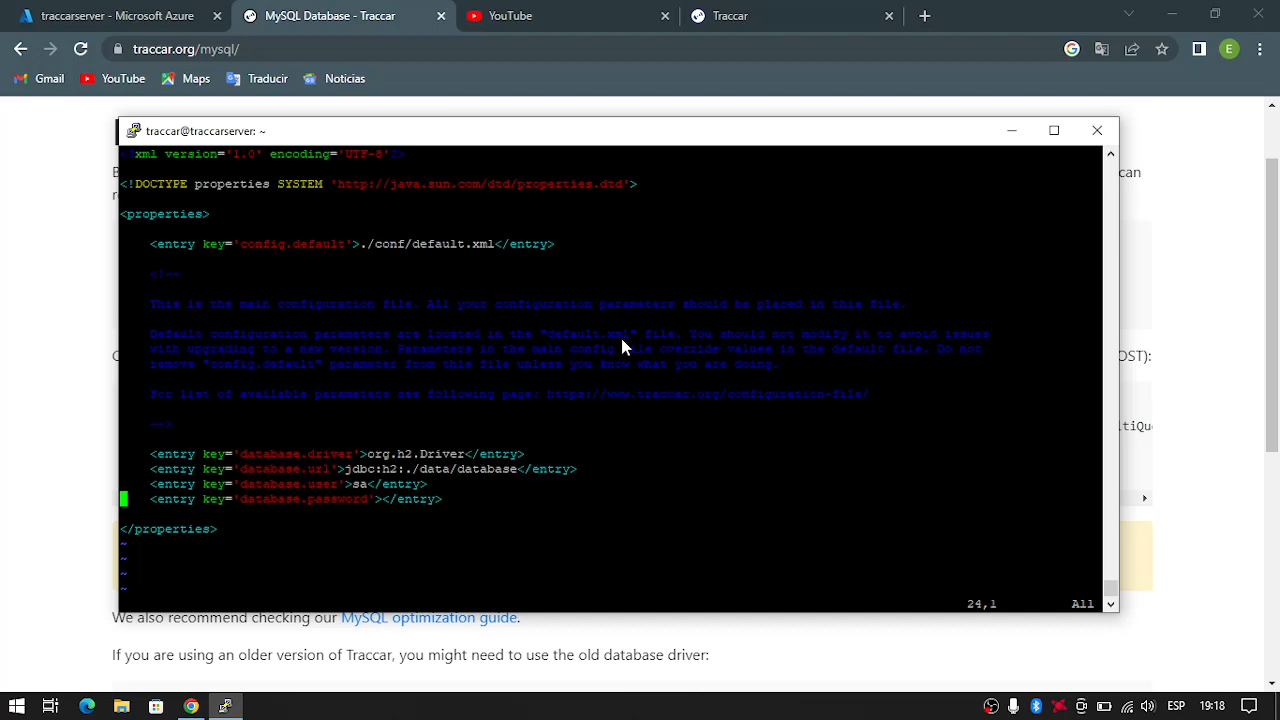 traccarserver - Microsoft Azure
MySQL Database - Traccar
YouTube
Traccar
traccar.org/mysql/
E
Gmail
YouTube
Maps
Traducir
Noticias
can
DST):
ltiQue
traccar@traccarserver: ~
<?xml version='1.0' encoding='UTF-8'?>
<!DOCTYPE properties SYSTEM 'http://java.sun.com/dtd/properties.dtd'>
<properties>
<entry key='config.default'>./conf/default.xml</entry>
<!--
This is the main configuration file. All your configuration parameters should be placed in this file.
Default configuration parameters are located in the "default.xml" file. You should not modify it to avoid issues
with upgrading to a new version. Parameters in the main config file override values in the default file. Do not
remove "config.default" parameter from this file unless you know what you are doing.
For list of available parameters see following page: https://www.traccar.org/configuration-file/
-->
<entry key='database.driver'>org.h2.Driver</entry>
<entry key='database.url'>jdbc:h2:./data/database</entry>
<entry key='database.user'>sa</entry>
<entry key='database.password'></entry>
</properties>
~
~
~
~
24,1 All
We also recommend checking our MySQL optimization guide.
If you are using an older version of Traccar, you might need to use the old database driver:
ESP 19:18